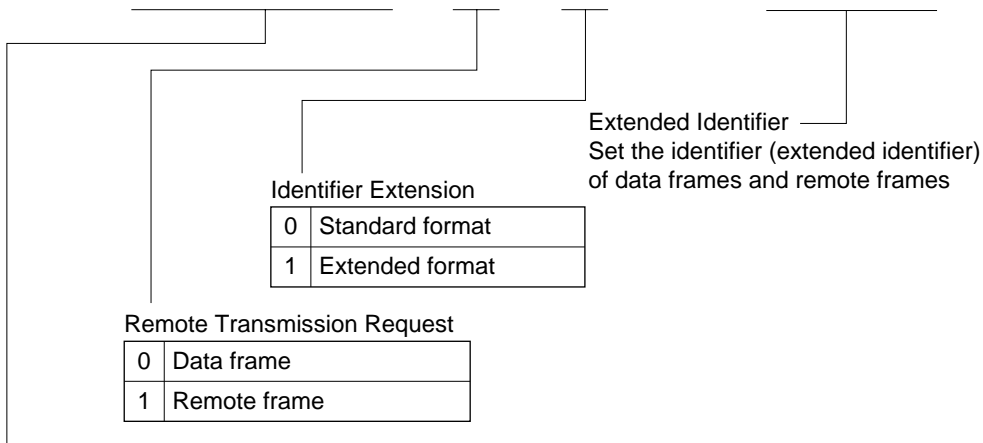 Extended Identifier
Set the identifier (extended identifier)
of data frames and remote frames
Identifier Extension
0 Standard format
1 Extended format
Remote Transmission Request
0 Data frame
1 Remote frame